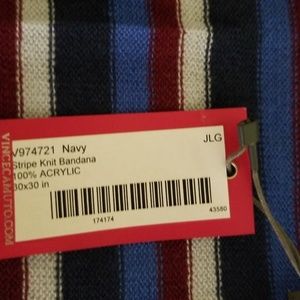 V974721 Navy
JLG
Stripe Knit Bandana
100% ACRYLIC
30x30 in
174174
43580
VINCECAMUTO.COM